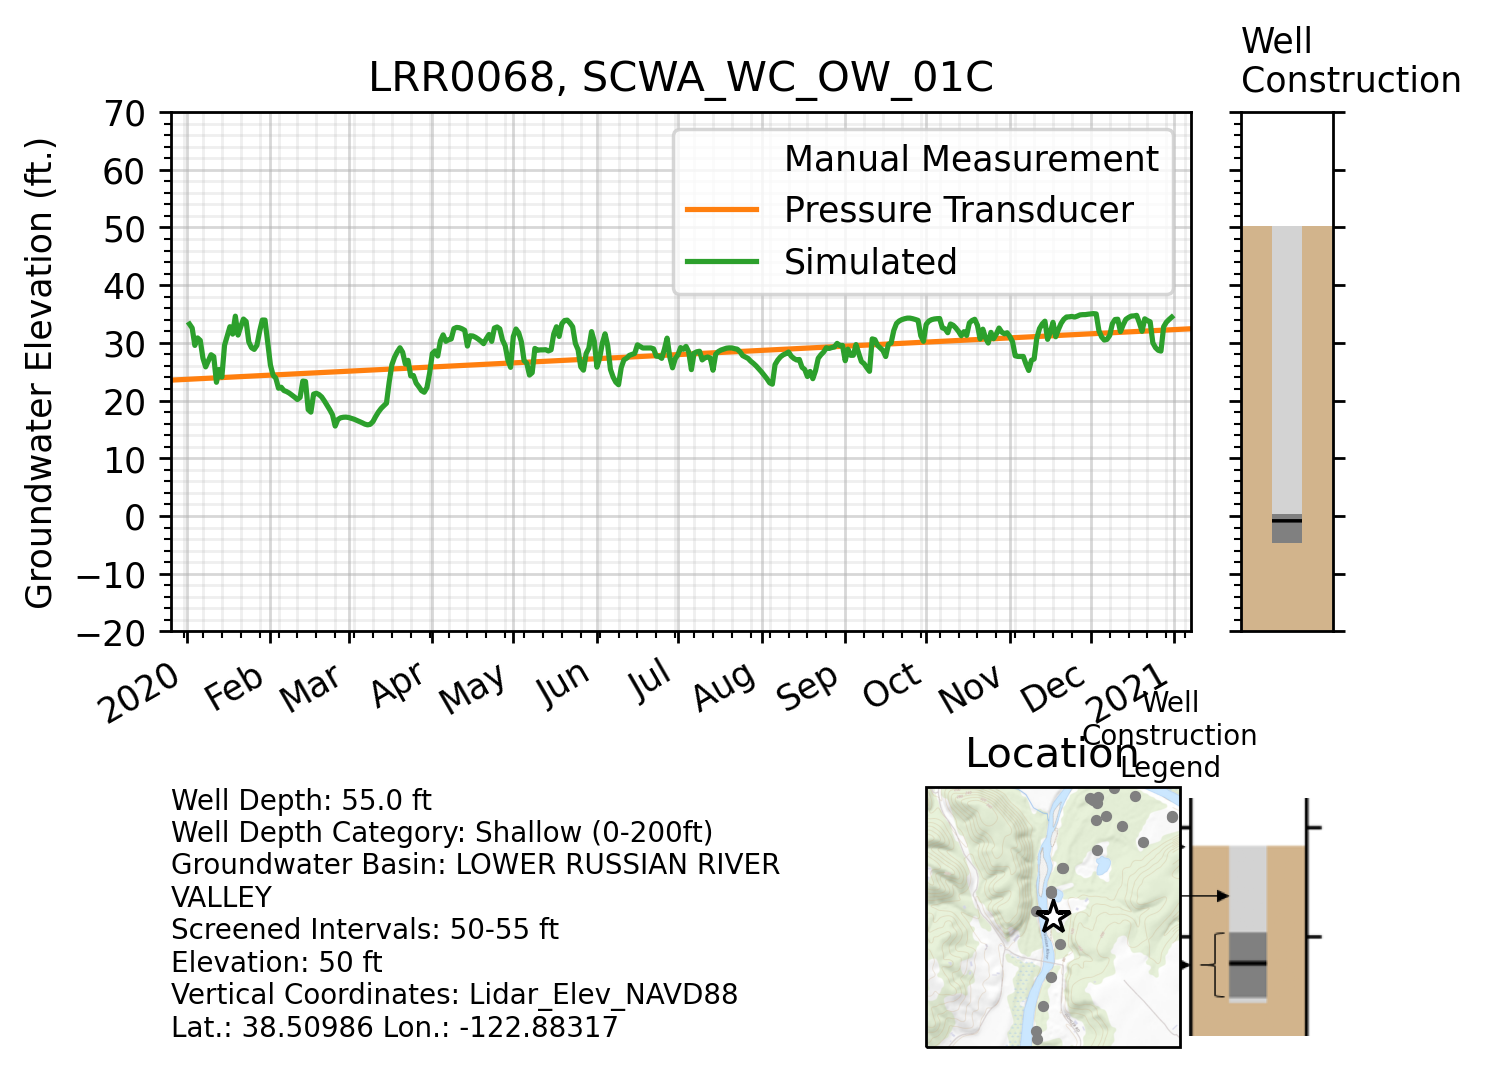 Well
Construction
LRR0068, SCWA_WC_OW_01C
Groundwater Elevation (ft.)
70
60
50
40
30
20
10
0
−10
−20
Manual Measurement
Pressure Transducer
Simulated
2020
Feb
Mar
Apr
May
Jun
Jul
Aug
Sep
Oct
Nov
Dec
2021
Well
Construction
Legend
Location
Well Depth: 55.0 ft
Well Depth Category: Shallow (0-200ft)
Groundwater Basin: LOWER RUSSIAN RIVER
VALLEY
Screened Intervals: 50-55 ft
Elevation: 50 ft
Vertical Coordinates: Lidar_Elev_NAVD88
Lat.: 38.50986 Lon.: -122.88317